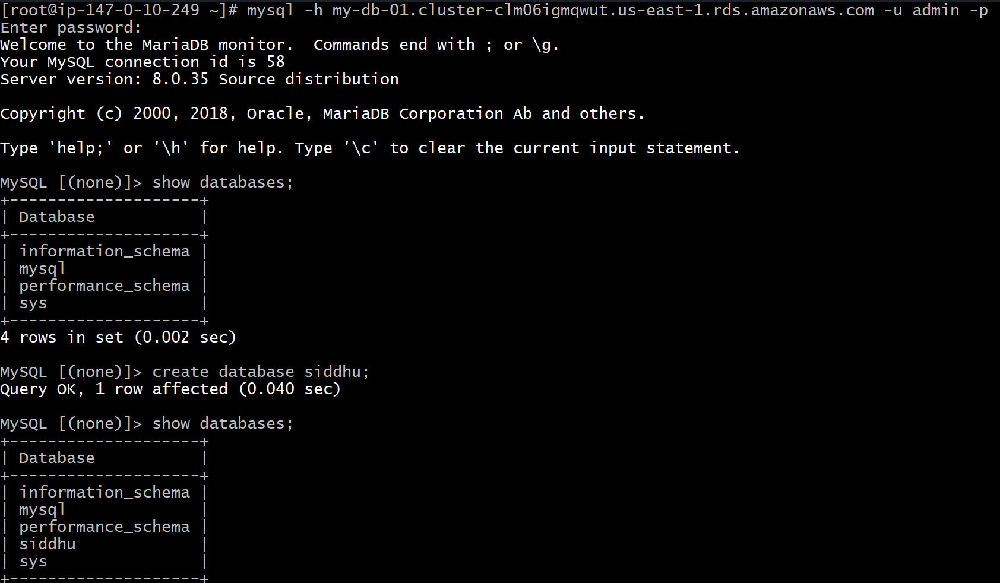 [root@ip-147-0-10-249 ~]# mysql -h my-db-01.cluster-clm06igmqwut.us-east-1.rds.amazonaws.com -u admin -p
Enter password:
Welcome to the MariaDB monitor.  Commands end with ; or \g.
Your MySQL connection id is 58
Server version: 8.0.35 Source distribution

Copyright (c) 2000, 2018, Oracle, MariaDB Corporation Ab and others.

Type 'help;' or '\h' for help. Type '\c' to clear the current input statement.

MySQL [(none)]> show databases;
+--------------------+
| Database           |
+--------------------+
| information_schema |
| mysql              |
| performance_schema |
| sys                |
+--------------------+
4 rows in set (0.002 sec)

MySQL [(none)]> create database siddhu;
Query OK, 1 row affected (0.040 sec)

MySQL [(none)]> show databases;
+--------------------+
| Database           |
+--------------------+
| information_schema |
| mysql              |
| performance_schema |
| siddhu             |
| sys                |
+--------------------+